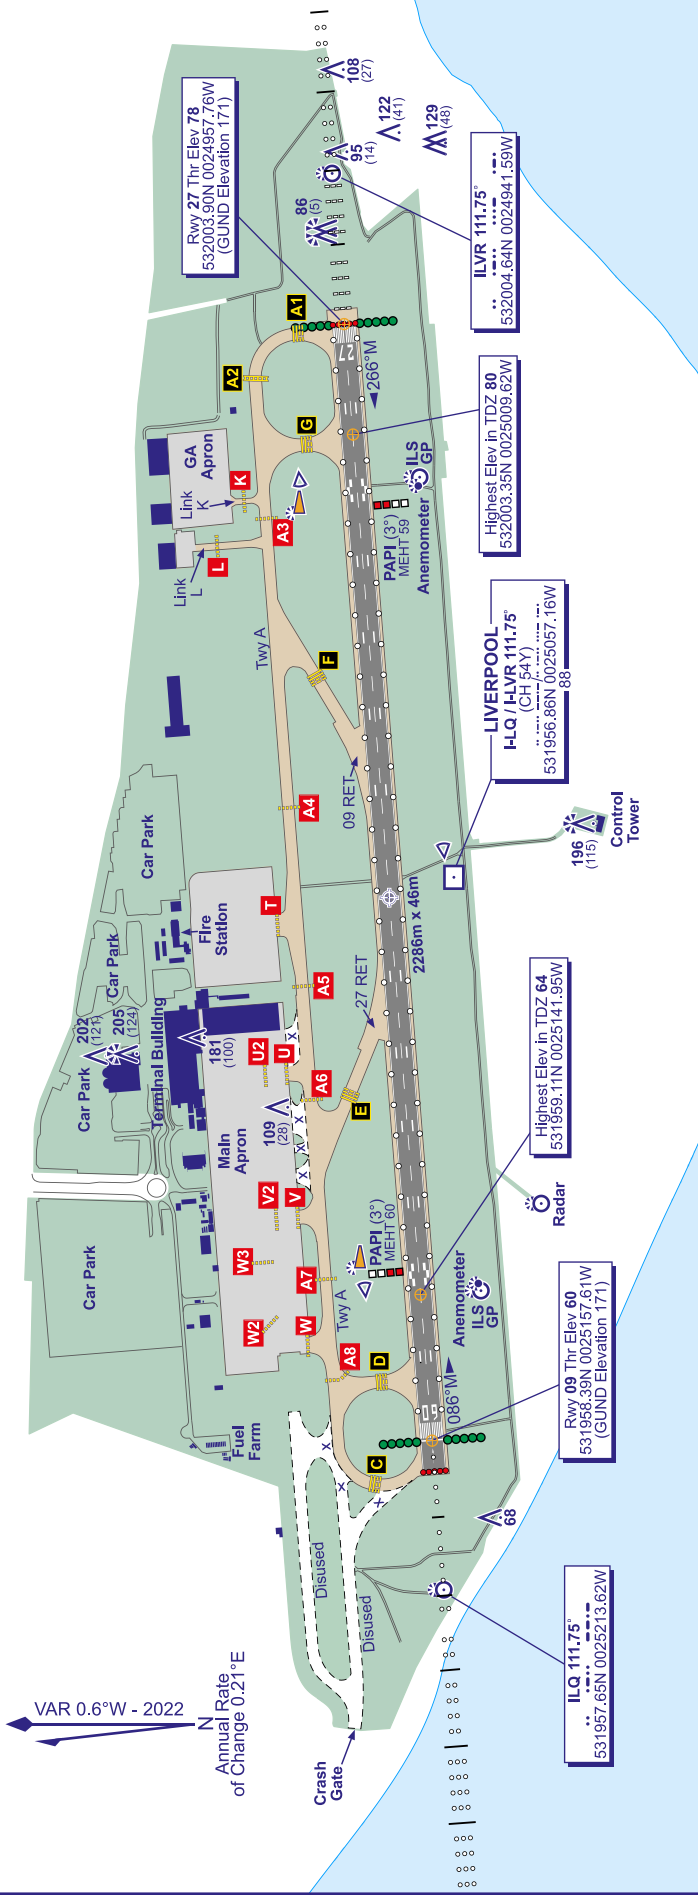 108
(27)
122
(41)
129
(48)
95
(14)
86
(5)
Rwy 27 Thr Elev 78
532003.90N 0024957.76W
(GUND Elevation 171)
ILVR 111.75°
532004.64N 0024941.59W
A1
A2
G
27
266°M
Highest Elev in TDZ 80
532003.35N 0025009.62W
GA
Apron
Link
K
K
Link
L
L
A3
ILS
GP
Anemometer
PAPI (3°)
MEHT 59
Twy A
F
LIVERPOOL
I-LQ / I-LVR 111.75°
(CH 54Y)
531956.86N 0025057.16W
88
09 RET
A4
Car Park
Control
Tower
196
(115)
T
Fire
Station
Car Park
2286m x 46m
A5
27 RET
202
(121)
205
(124)
Car Park
Terminal Building
181
(100)
U2
U
A6
E
109
(28)
Main
Apron
Highest Elev in TDZ 64
531959.11N 0025141.95W
Radar
V2
V
W3
W2
W
A7
PAPI (3°)
MEHT 60
Twy A
Anemometer
ILS
GP
Car Park
A8
D
086°M
09
Rwy 09 Thr Elev 60
531958.39N 0025157.61W
(GUND Elevation 171)
Fuel
Farm
C
68
Disused
Disused
ILQ 111.75°
531957.65N 0025213.62W
Crash
Gate
VAR 0.6°W - 2022
N
Annual Rate
of Change 0.21°E